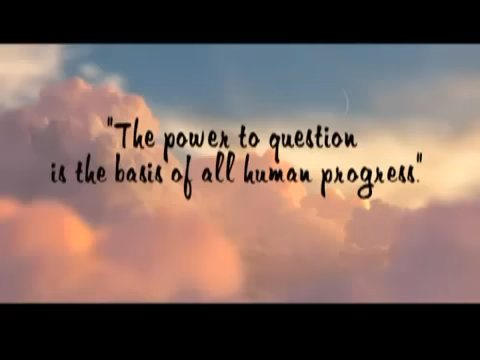 "The power to question
is the basis of all human progress."